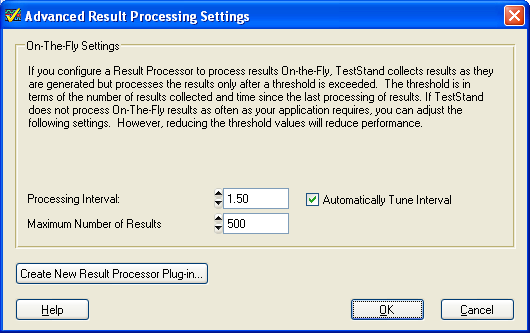 Advanced Result Processing Settings
On-The-Fly Settings
If you configure a Result Processor to process results On-the-Fly, TestStand collects results as they
are generated but processes the results only after a threshold is exceeded.  The threshold is in
terms of the number of results collected and time since the last processing of results. If TestStand
does not process On-The-Fly results as often as your application requires, you can adjust the
following settings.  However, reducing the threshold values will reduce performance.
Processing Interval: 1.50 Automatically Tune Interval
Maximum Number of Results 500
Create New Result Processor Plug-in...
Help OK Cancel